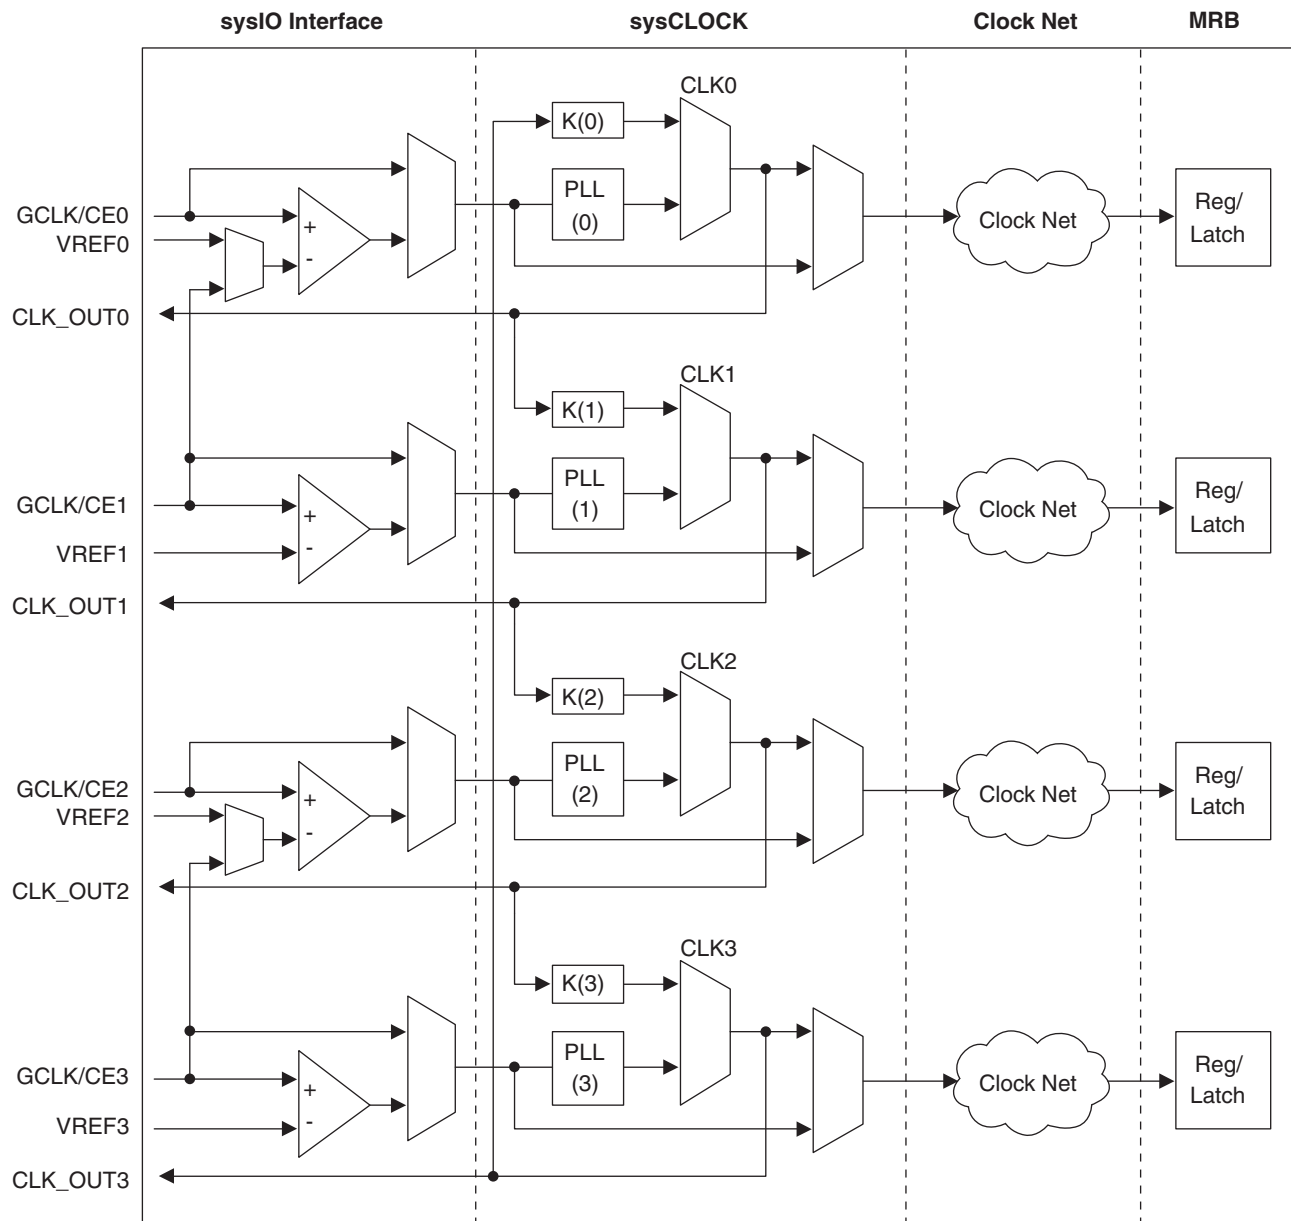 sysIO Interface
sysCLOCK
Clock Net
MRB
CLK0
K(0)
PLL
(0)
GCLK/CE0
VREF0
+
-
Clock Net
Reg/
Latch
CLK_OUT0
CLK1
K(1)
PLL
(1)
GCLK/CE1
VREF1
+
-
Clock Net
Reg/
Latch
CLK_OUT1
CLK2
K(2)
PLL
(2)
GCLK/CE2
VREF2
+
-
Clock Net
Reg/
Latch
CLK_OUT2
CLK3
K(3)
PLL
(3)
GCLK/CE3
VREF3
+
-
Clock Net
Reg/
Latch
CLK_OUT3